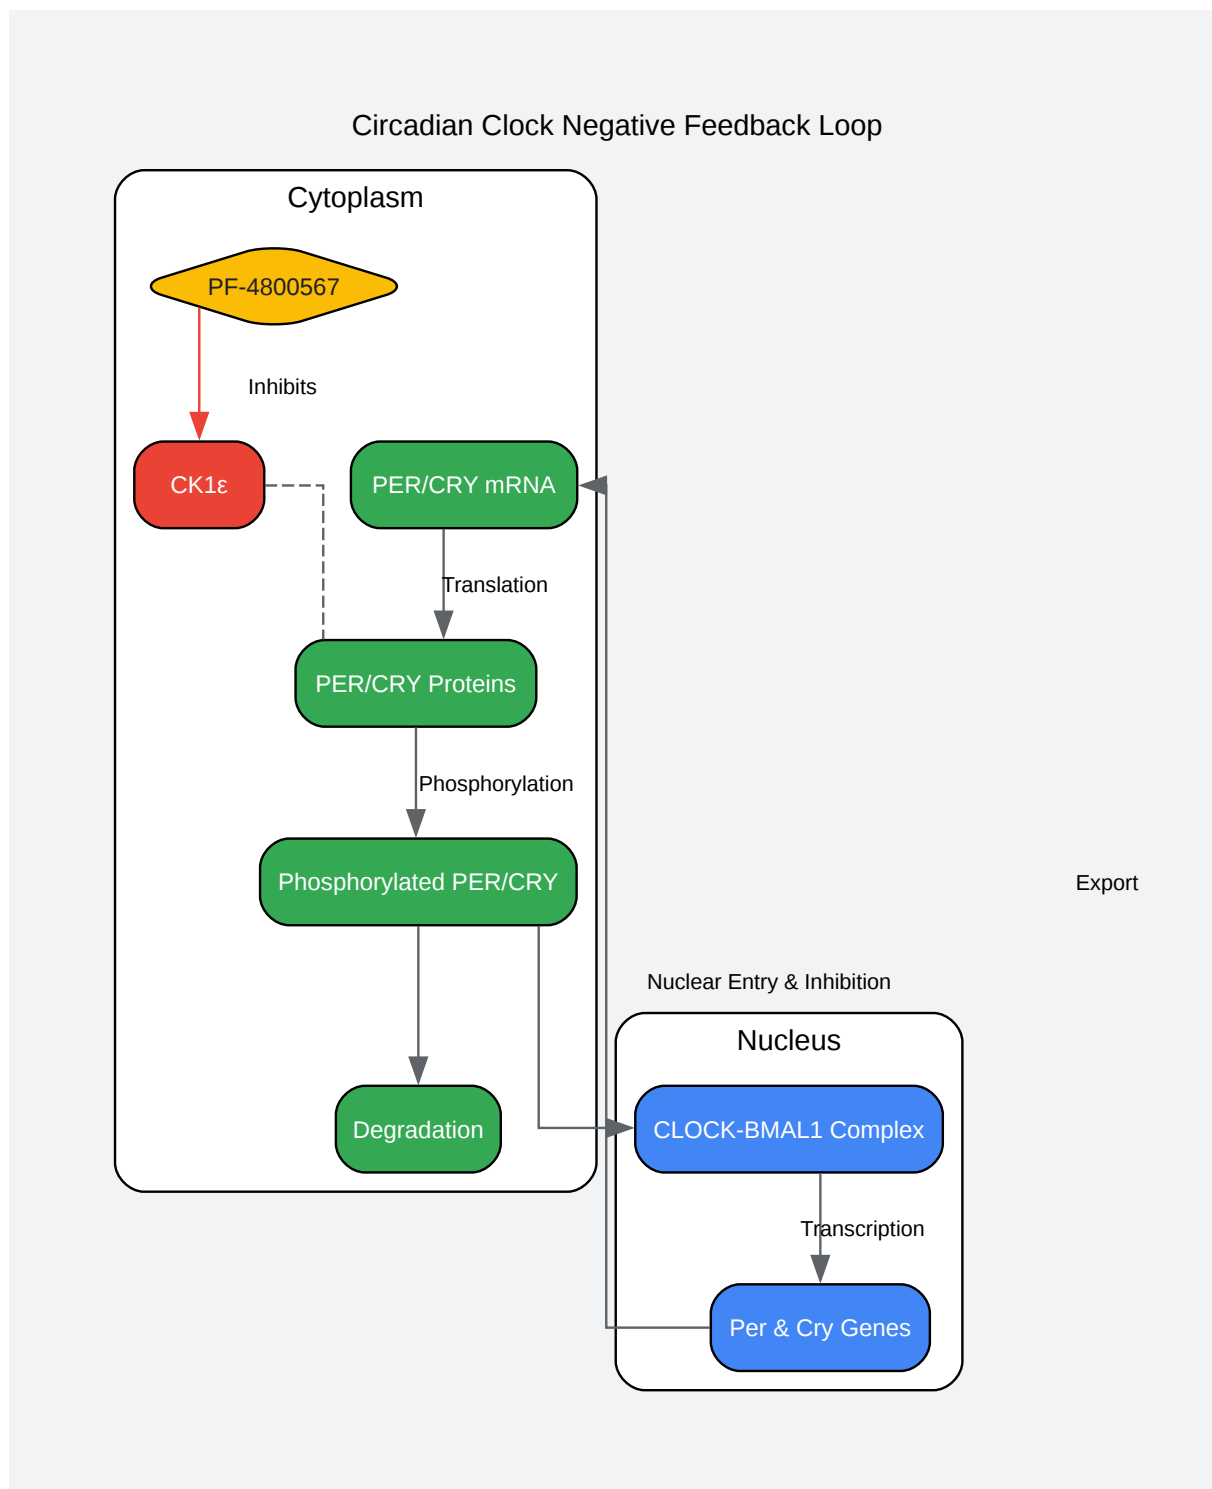 Circadian Clock Negative Feedback Loop
Cytoplasm
PF-4800567
Inhibits
CK1ε
PER/CRY mRNA
Translation
PER/CRY Proteins
Phosphorylation
Phosphorylated PER/CRY
Export
Nuclear Entry & Inhibition
Nucleus
Degradation
CLOCK-BMAL1 Complex
Transcription
Per & Cry Genes